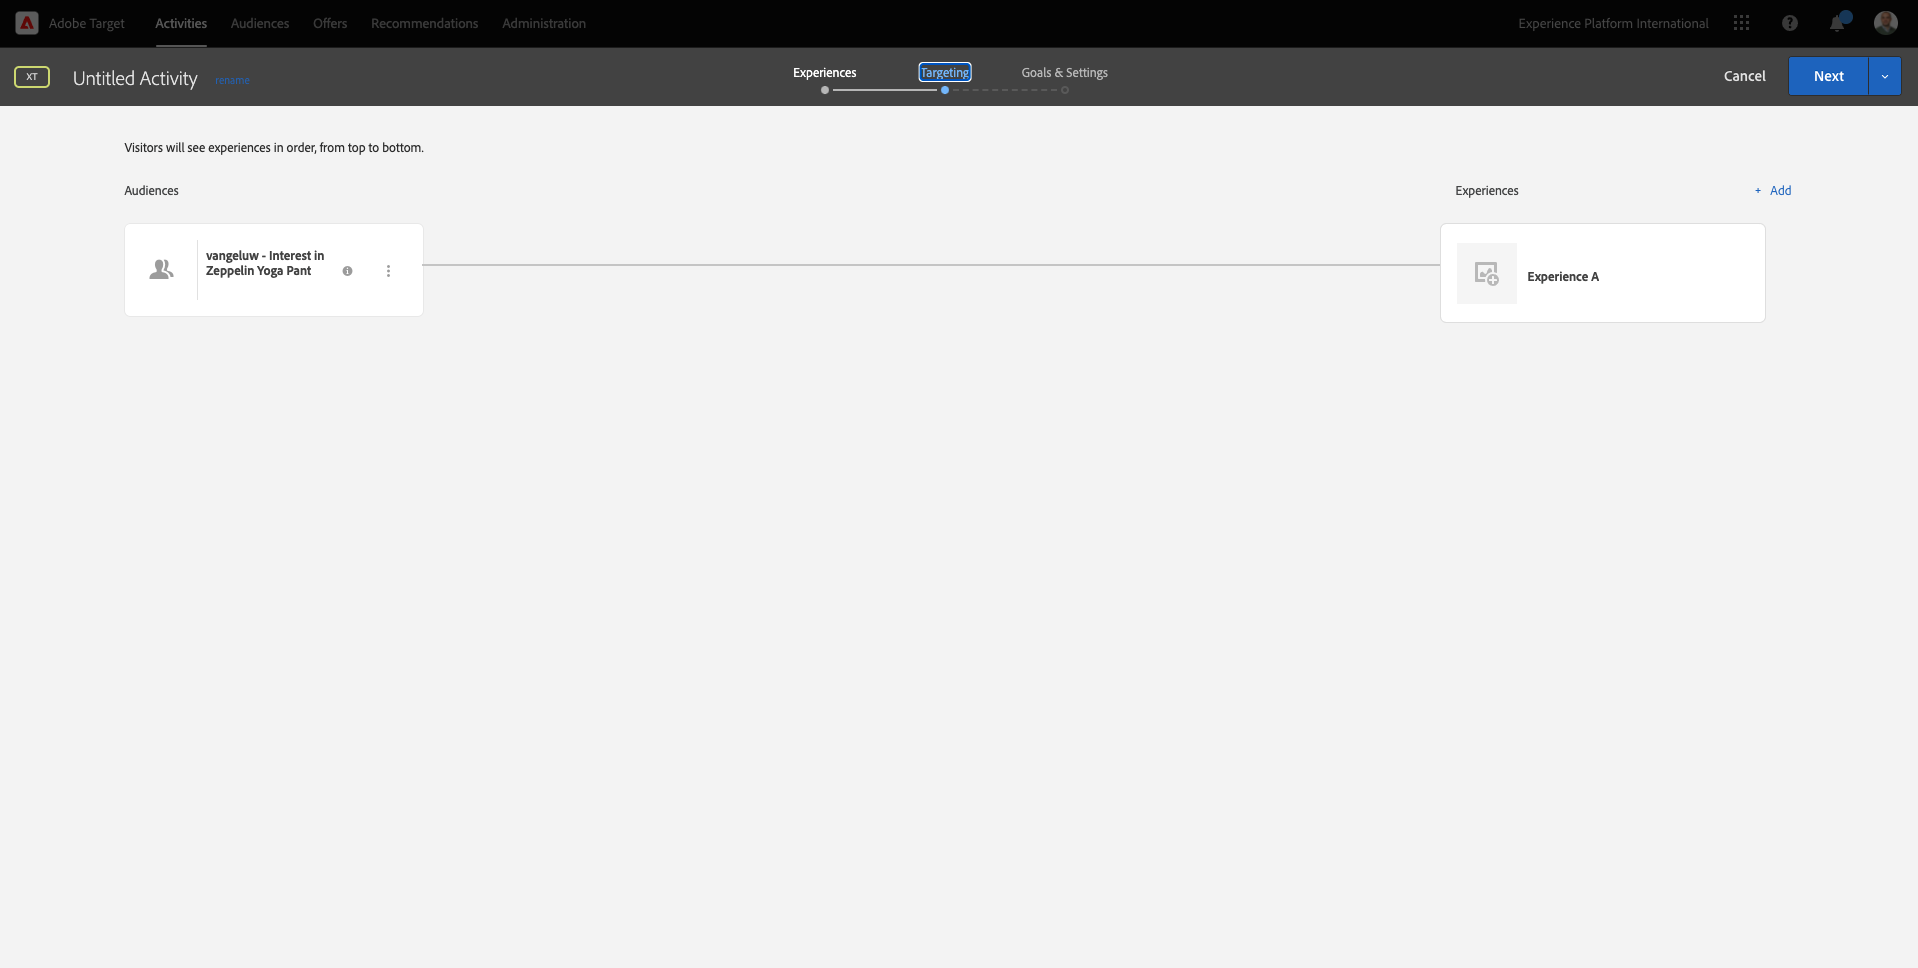 Adobe Target
Activities
Audiences
Offers
Recommendations
Administration
Experience Platform International
XT
Untitled Activity
rename
Experiences
Targeting
Goals & Settings
Cancel
Next
Visitors will see experiences in order, from top to bottom.
Audiences
Experiences
+ Add
vangeluw - Interest in
Zeppelin Yoga Pant
Experience A